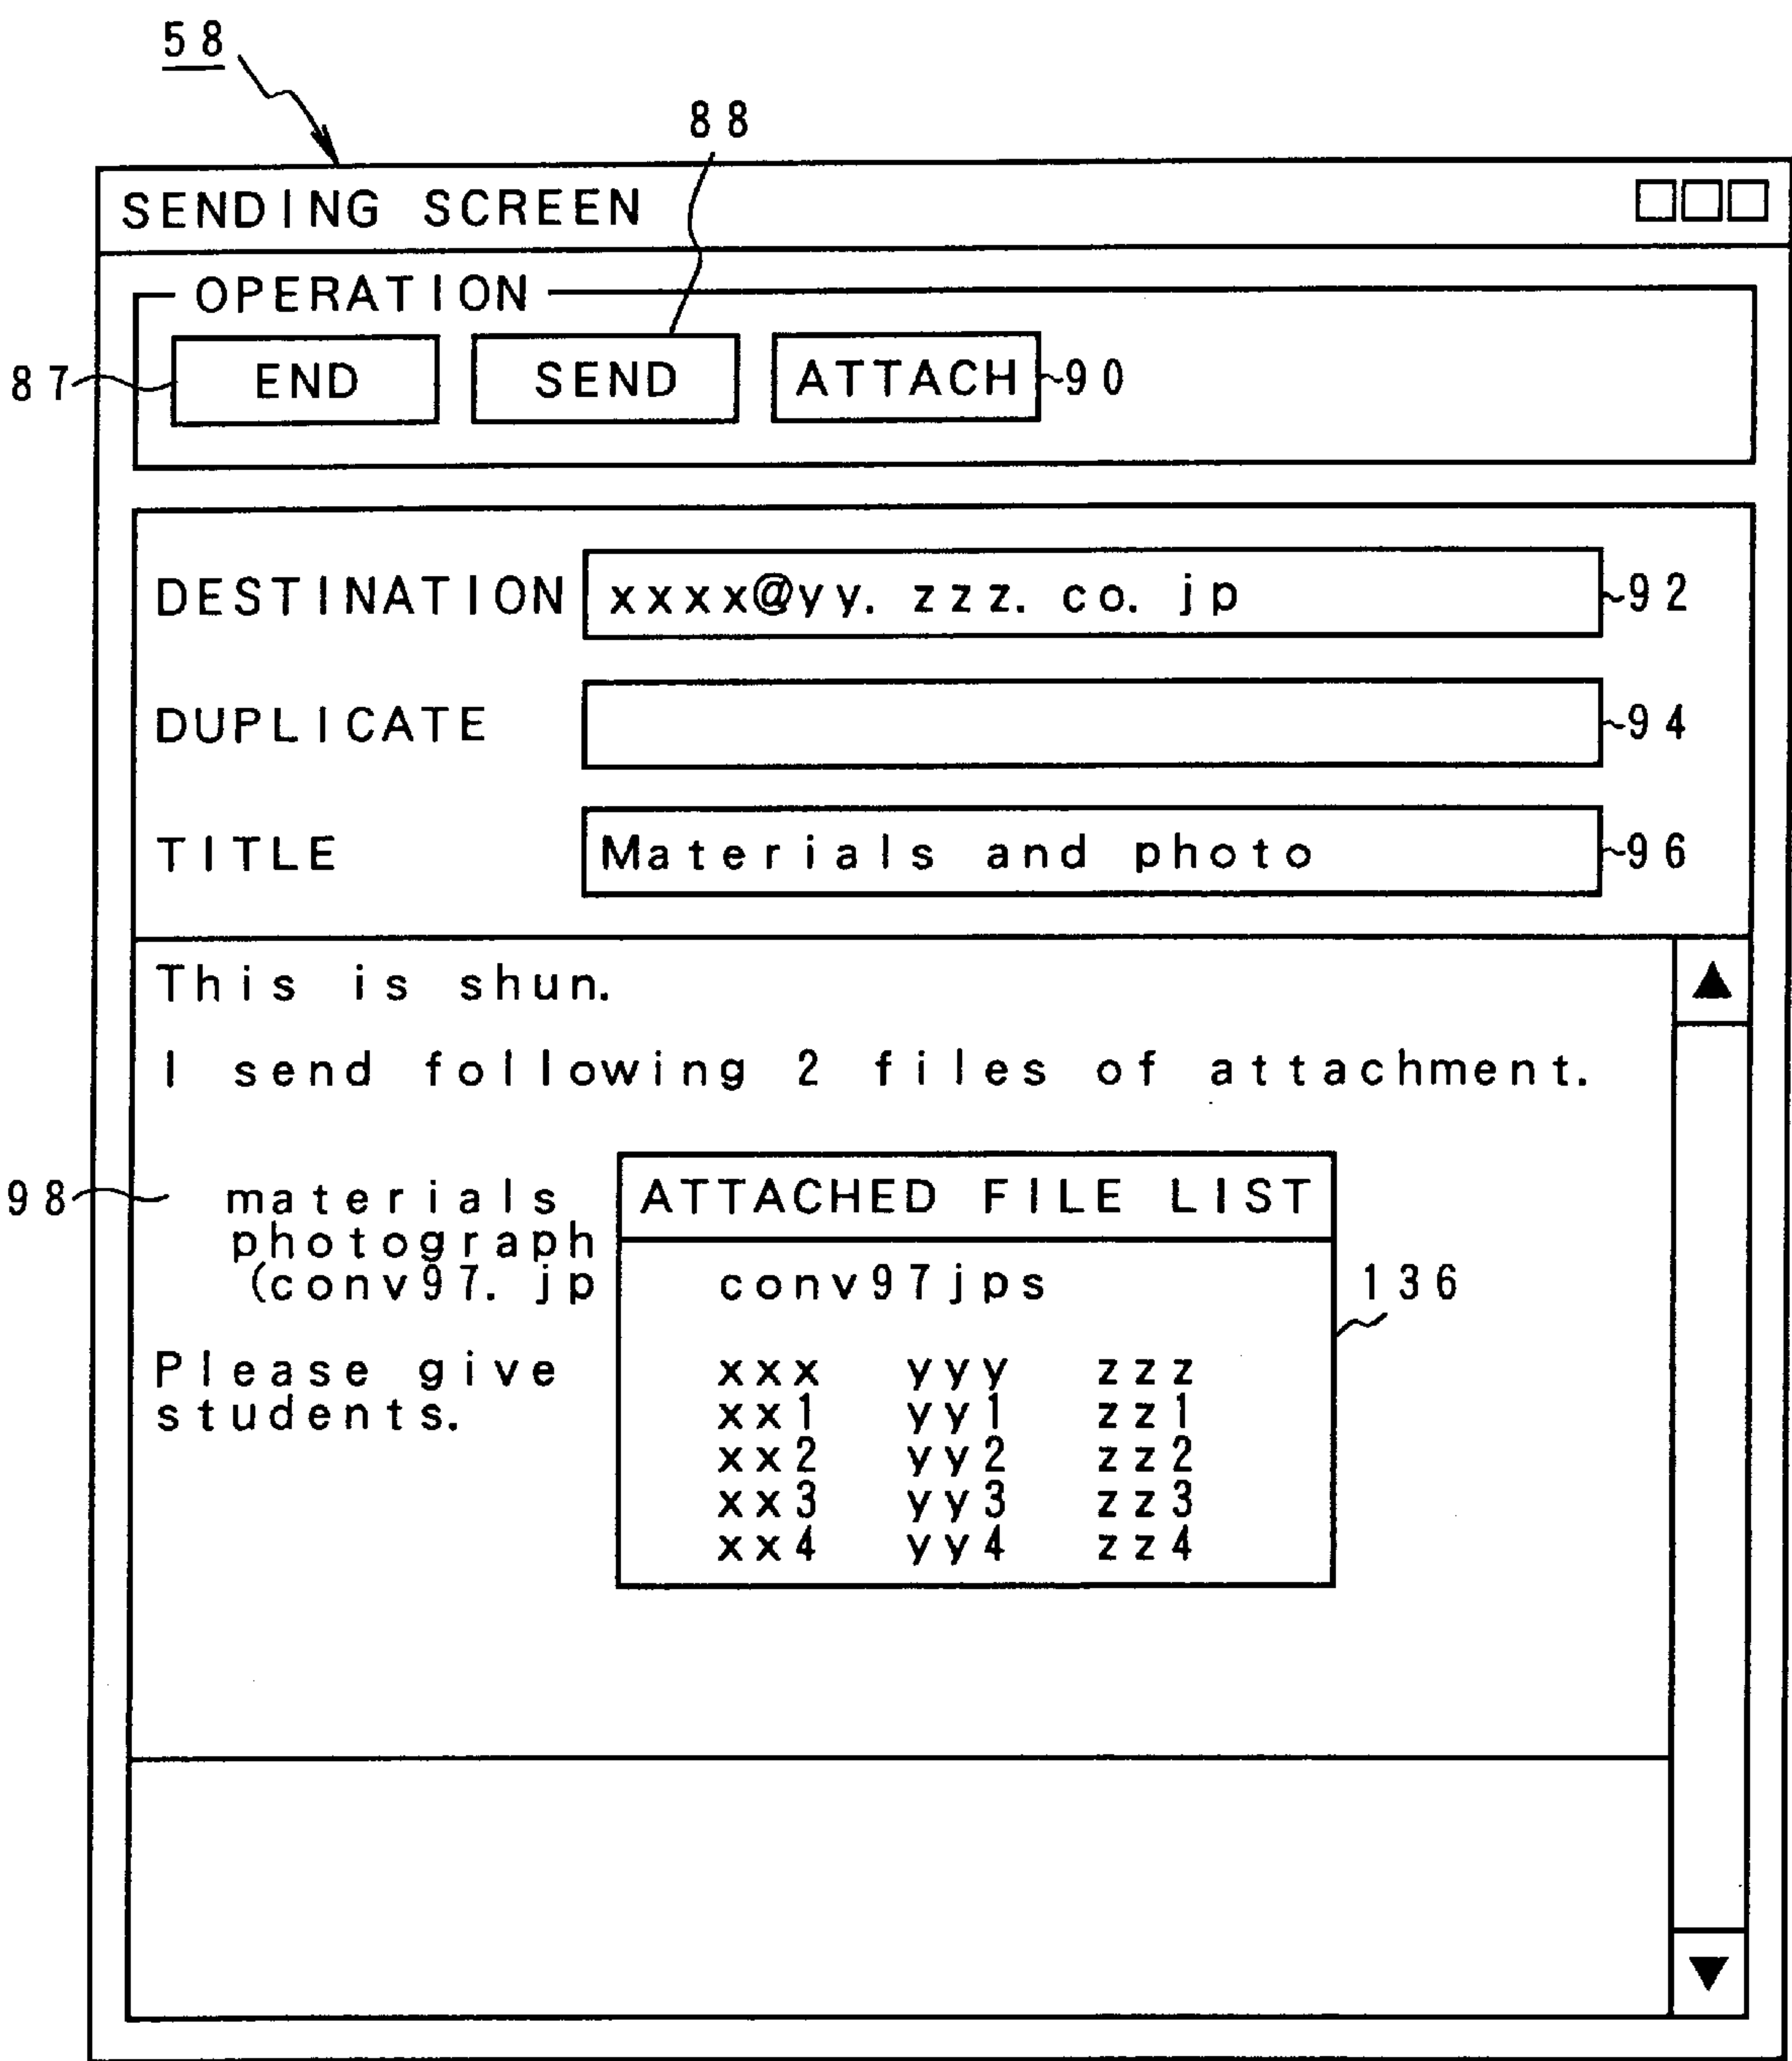 58
88
SENDING SCREEN
OPERATION
87 END SEND ATTACH 90
DESTINATION xxxx@yy. zzz. co. jp 92
DUPLICATE 94
TITLE Materials and photo 96
This is shun.
I send following 2 files of attachment.
98 materials ATTACHED FILE LIST
photograph
(conv97. jp conv97jps 136
Please give xxx yyy zzz
students. xx1 yy1 zz1
xx2 yy2 zz2
xx3 yy3 zz3
xx4 yy4 zz4